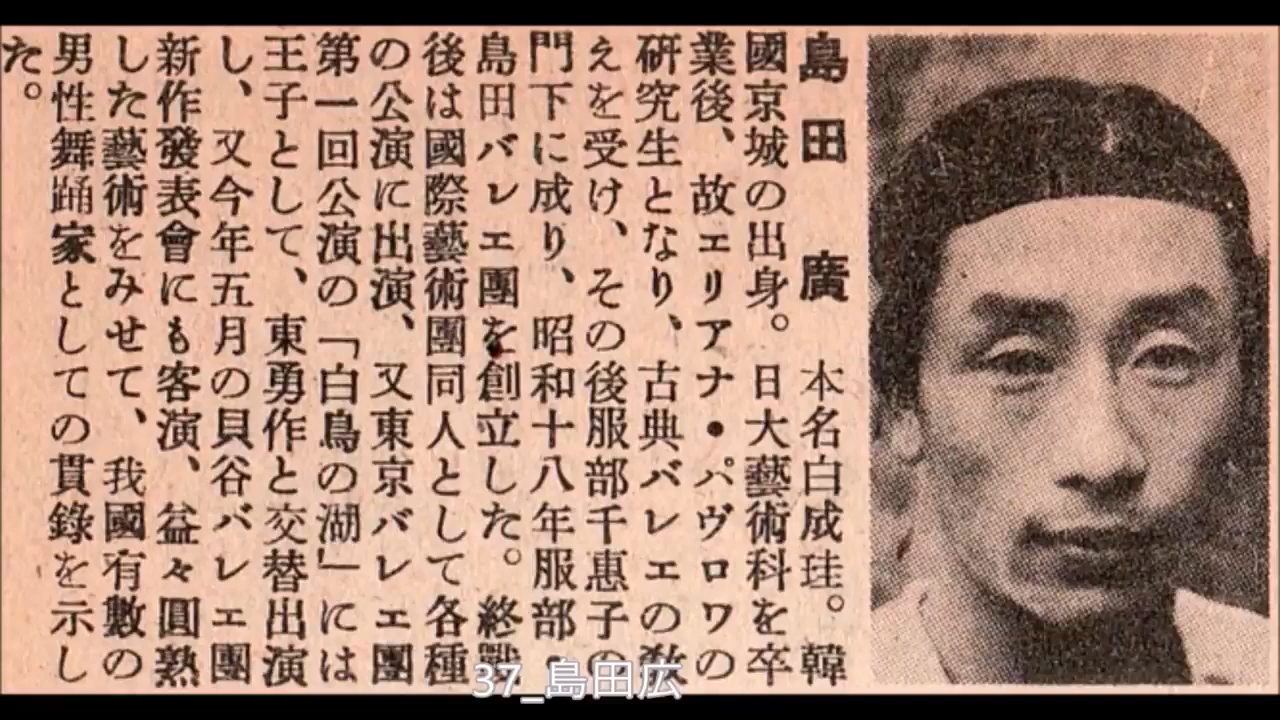 島田廣　本名白成珪。韓
國京城の出身。日大藝術科を卒
業後、故エリアナ・パヴロワの
研究生となり、古典バレエの敎
えを受け、その後服部千惠子の
門下に成り、昭和十八年服部・
島田バレエ團を創立した。終戰
後は國際藝術團同人として各種
の公演に出演、又東京バレエ團
第一回公演の「白鳥の湖」には
王子として、東勇作と交替出演
し、又今年五月の貝谷バレエ團
新作發表會にも客演、益々圓熟
した藝術をみせて、我國有數の
男性舞踊家としての貫錄を示し
た。
37_島田広